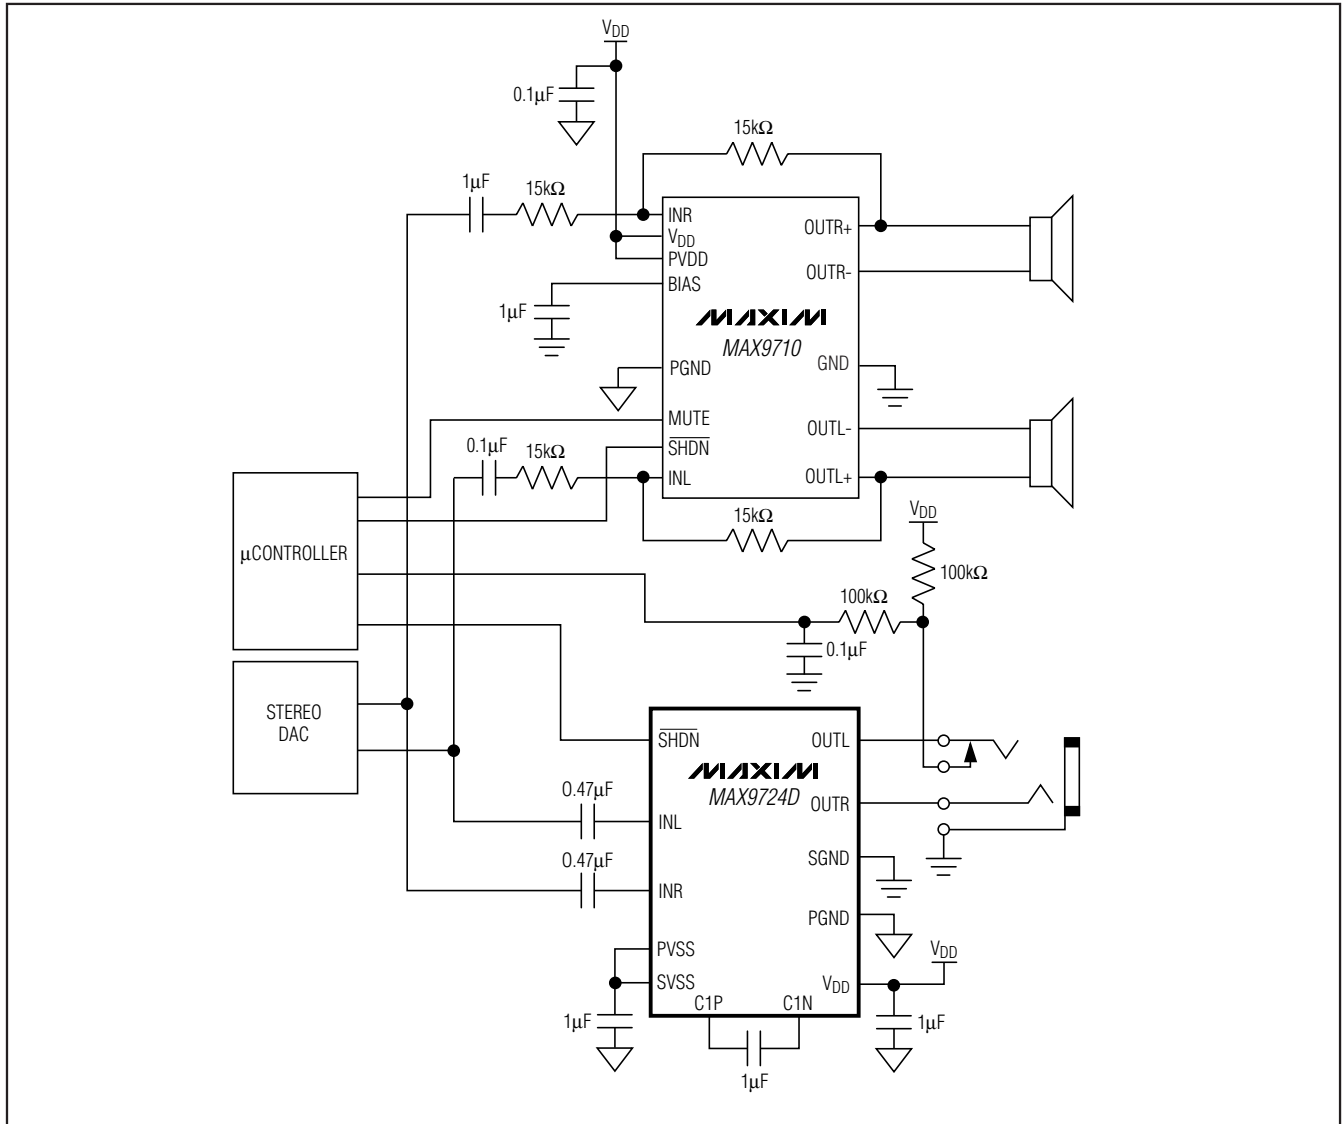 VDD
0.1μF
15kΩ
1μF
15kΩ
INR
VDD
PVDD
BIAS
OUTR+
OUTR-
1μF
MAXIM
MAX9710
PGND
GND
MUTE
SHDN
INL
OUTL-
OUTL+
0.1μF
15kΩ
15kΩ
VDD
100kΩ
100kΩ
0.1μF
μCONTROLLER
STEREO
DAC
SHDN
OUTL
MAXIM
MAX9724D
OUTR
0.47μF
INL
SGND
0.47μF
INR
PGND
PVSS
SVSS
VDD
VDD
C1P
C1N
1μF
1μF
1μF